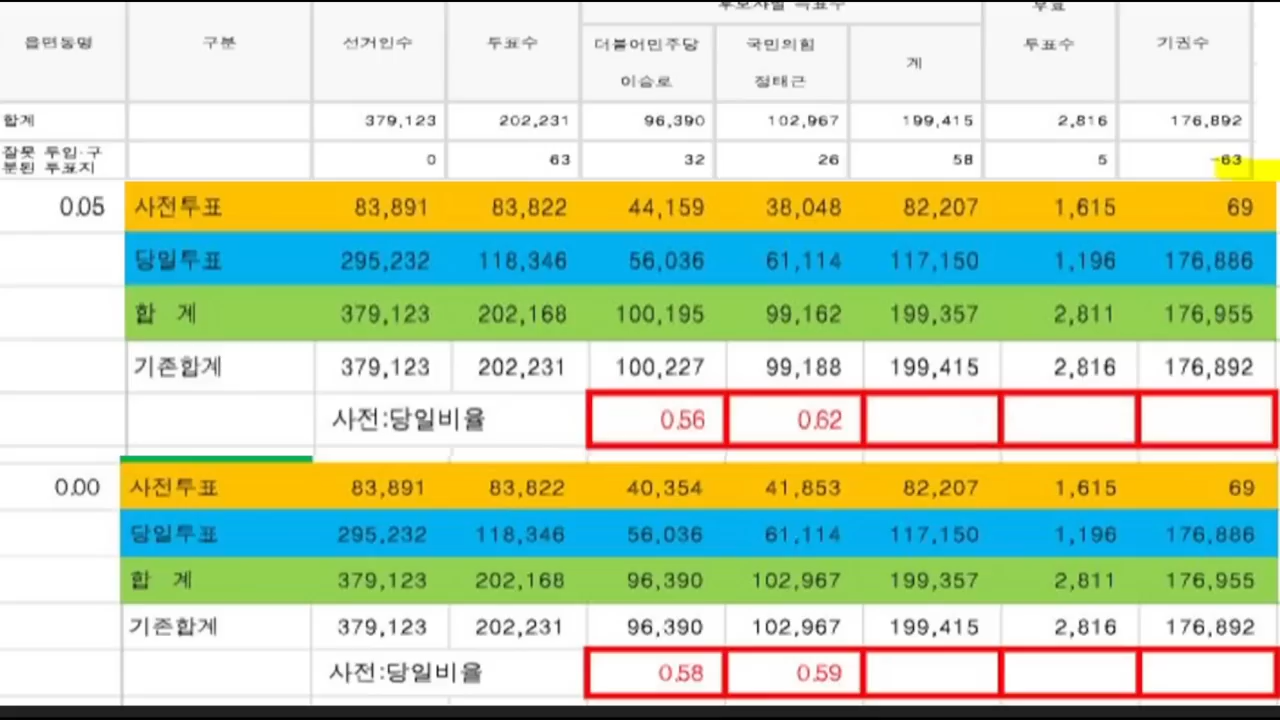 후보자별 득표수 무효
읍면동명 구분 선거인수 투표수 더불어민주당 국민의힘 계 투표수 기권수
이승로 정태근
합계 379,123 202,231 96,390 102,967 199,415 2,816 176,892
잘못 투입·구
분된 투표지 0 63 32 26 58 5 -63
0.05 사전투표 83,891 83,822 44,159 38,048 82,207 1,615 69
당일투표 295,232 118,346 56,036 61,114 117,150 1,196 176,886
합 계 379,123 202,168 100,195 99,162 199,357 2,811 176,955
기존합계 379,123 202,231 100,227 99,188 199,415 2,816 176,892
사전:당일비율 0.56 0.62
0.00 사전투표 83,891 83,822 40,354 41,853 82,207 1,615 69
당일투표 295,232 118,346 56,036 61,114 117,150 1,196 176,886
합 계 379,123 202,168 96,390 102,967 199,357 2,811 176,955
기존합계 379,123 202,231 96,390 102,967 199,415 2,816 176,892
사전:당일비율 0.58 0.59